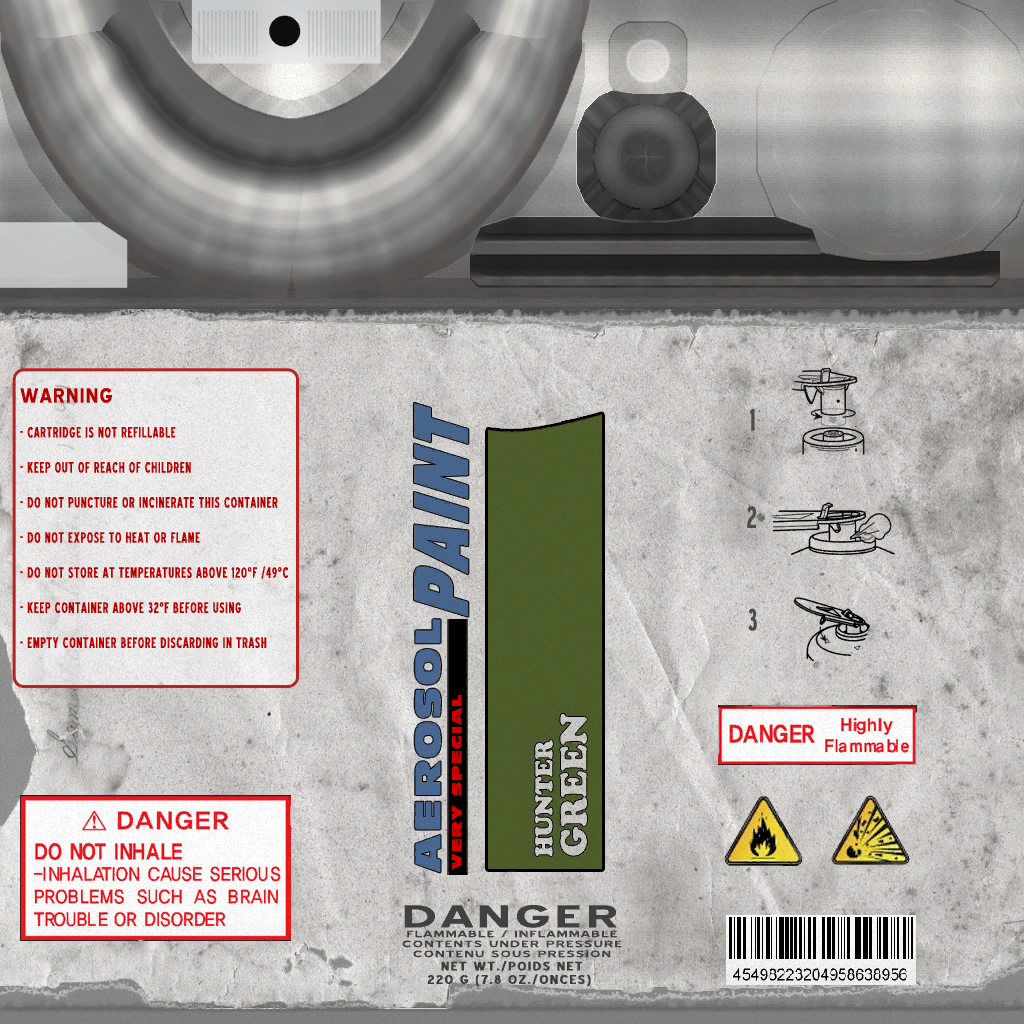 WARNING
- CARTRIDGE IS NOT REFILLABLE
- KEEP OUT OF REACH OF CHILDREN
- DO NOT PUNCTURE OR INCINERATE THIS CONTAINER
- DO NOT EXPOSE TO HEAT OR FLAME
- DO NOT STORE AT TEMPERATURES ABOVE 120°F /49°C
- KEEP CONTAINER ABOVE 32°F BEFORE USING
- EMPTY CONTAINER BEFORE DISCARDING IN TRASH
DANGER
DO NOT INHALE
-INHALATION CAUSE SERIOUS
PROBLEMS SUCH AS BRAIN
TROUBLE OR DISORDER
AEROSOL PAINT
VERY SPECIAL
HUNTER
GREEN
DANGER
FLAMMABLE / INFLAMMABLE
CONTENTS UNDER PRESSURE
CONTENU SOUS PRESSION
NET WT./POIDS NET
220 G (7.8 OZ./ONCES)
1
2
3
DANGER
Highly
Flammable
45498223204958638956